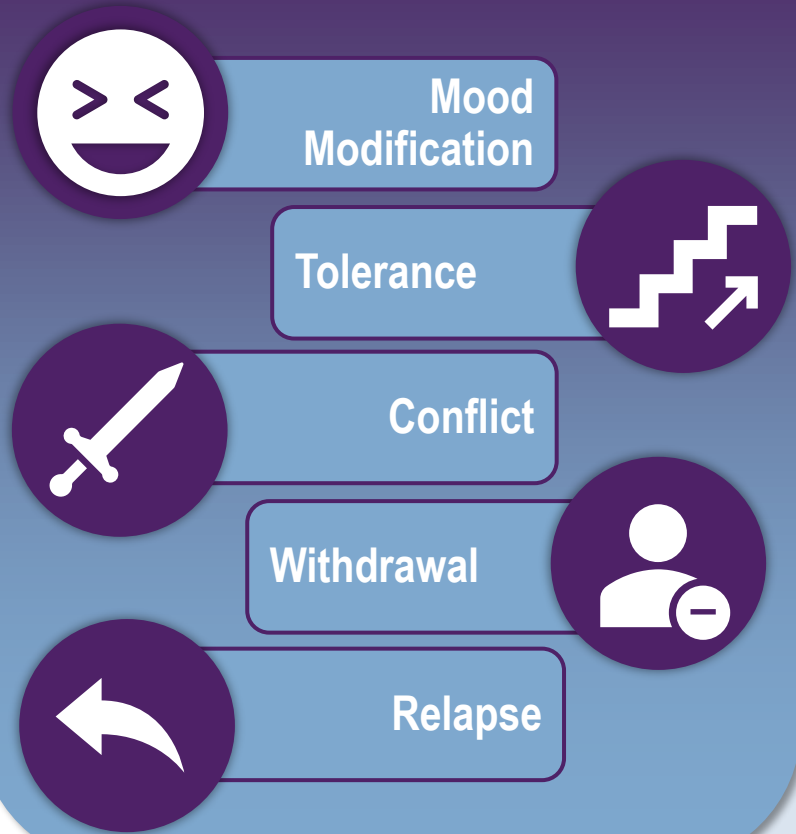 Mood
Modification
Tolerance
Conflict
Withdrawal
Relapse